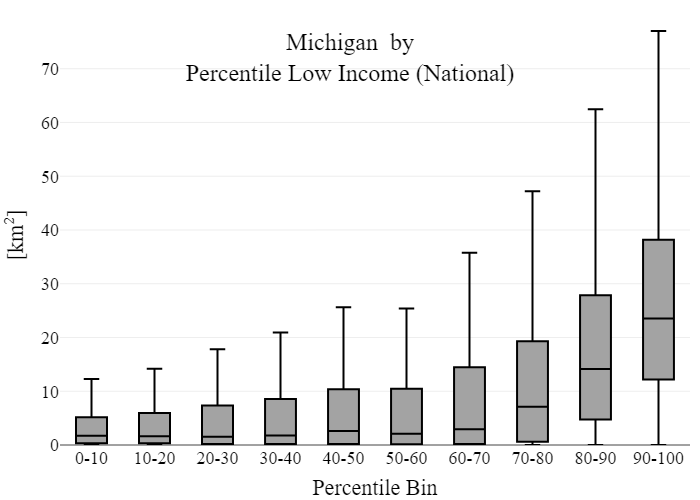 Michigan by
Percentile Low Income (National)
[km²]
70
60
50
40
30
20
10
0
0-10 10-20 20-30 30-40 40-50 50-60 60-70 70-80 80-90 90-100
Percentile Bin